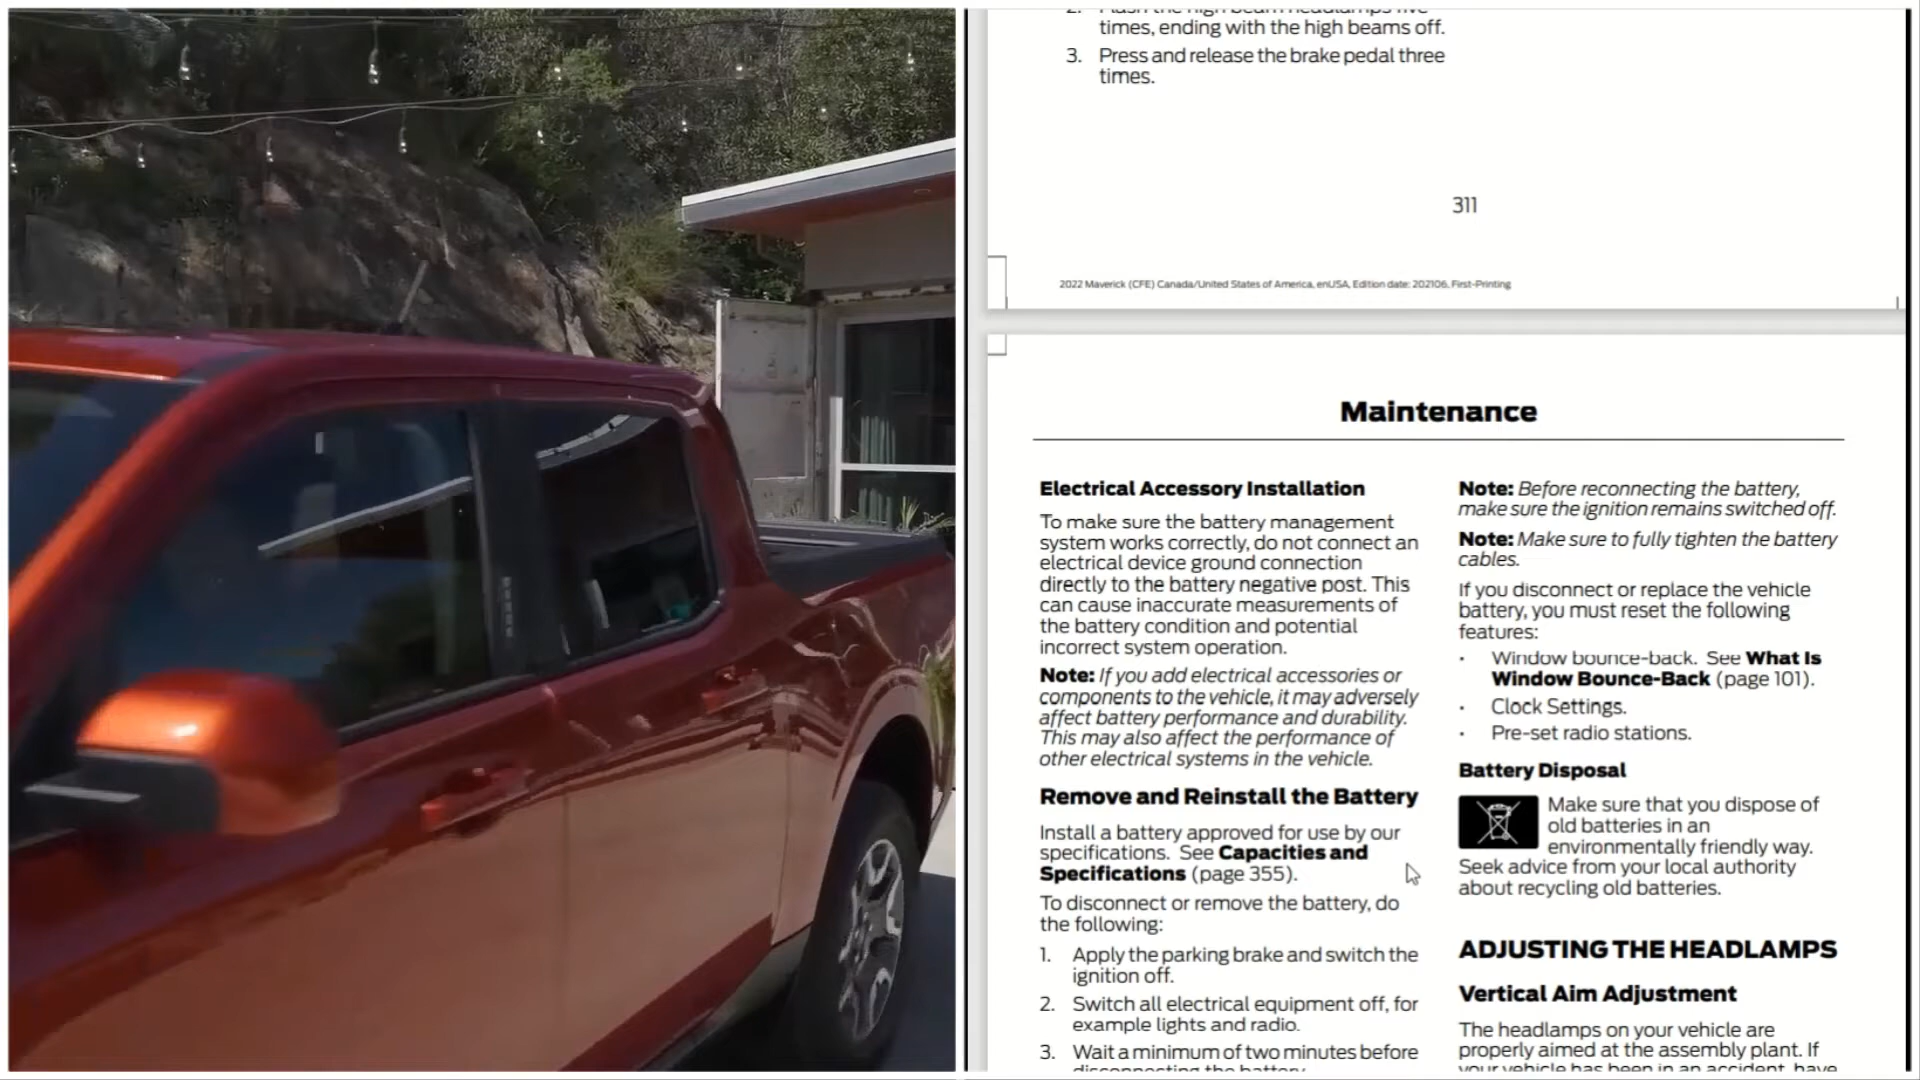 times, ending with the high beams off.
3. Press and release the brake pedal three
times.
311
2022 Maverick (CFE) Canada/United States of America, enUSA, Edition date: 202106, First-Printing
Maintenance
Electrical Accessory Installation
To make sure the battery management
system works correctly, do not connect an
electrical device ground connection
directly to the battery negative post. This
can cause inaccurate measurements of
the battery condition and potential
incorrect system operation.
Note: If you add electrical accessories or
components to the vehicle, it may adversely
affect battery performance and durability.
This may also affect the performance of
other electrical systems in the vehicle.
Remove and Reinstall the Battery
Install a battery approved for use by our
specifications. See Capacities and
Specifications (page 355).
To disconnect or remove the battery, do
the following:
1. Apply the parking brake and switch the
ignition off.
2. Switch all electrical equipment off, for
example lights and radio.
3. Wait a minimum of two minutes before
disconnecting the battery.
Note: Before reconnecting the battery,
make sure the ignition remains switched off.
Note: Make sure to fully tighten the battery
cables.
If you disconnect or replace the vehicle
battery, you must reset the following
features:
· Window bounce-back. See What Is
Window Bounce-Back (page 101).
· Clock Settings.
· Pre-set radio stations.
Battery Disposal
Make sure that you dispose of
old batteries in an
environmentally friendly way.
Seek advice from your local authority
about recycling old batteries.
ADJUSTING THE HEADLAMPS
Vertical Aim Adjustment
The headlamps on your vehicle are
properly aimed at the assembly plant. If
your vehicle has been in an accident, have